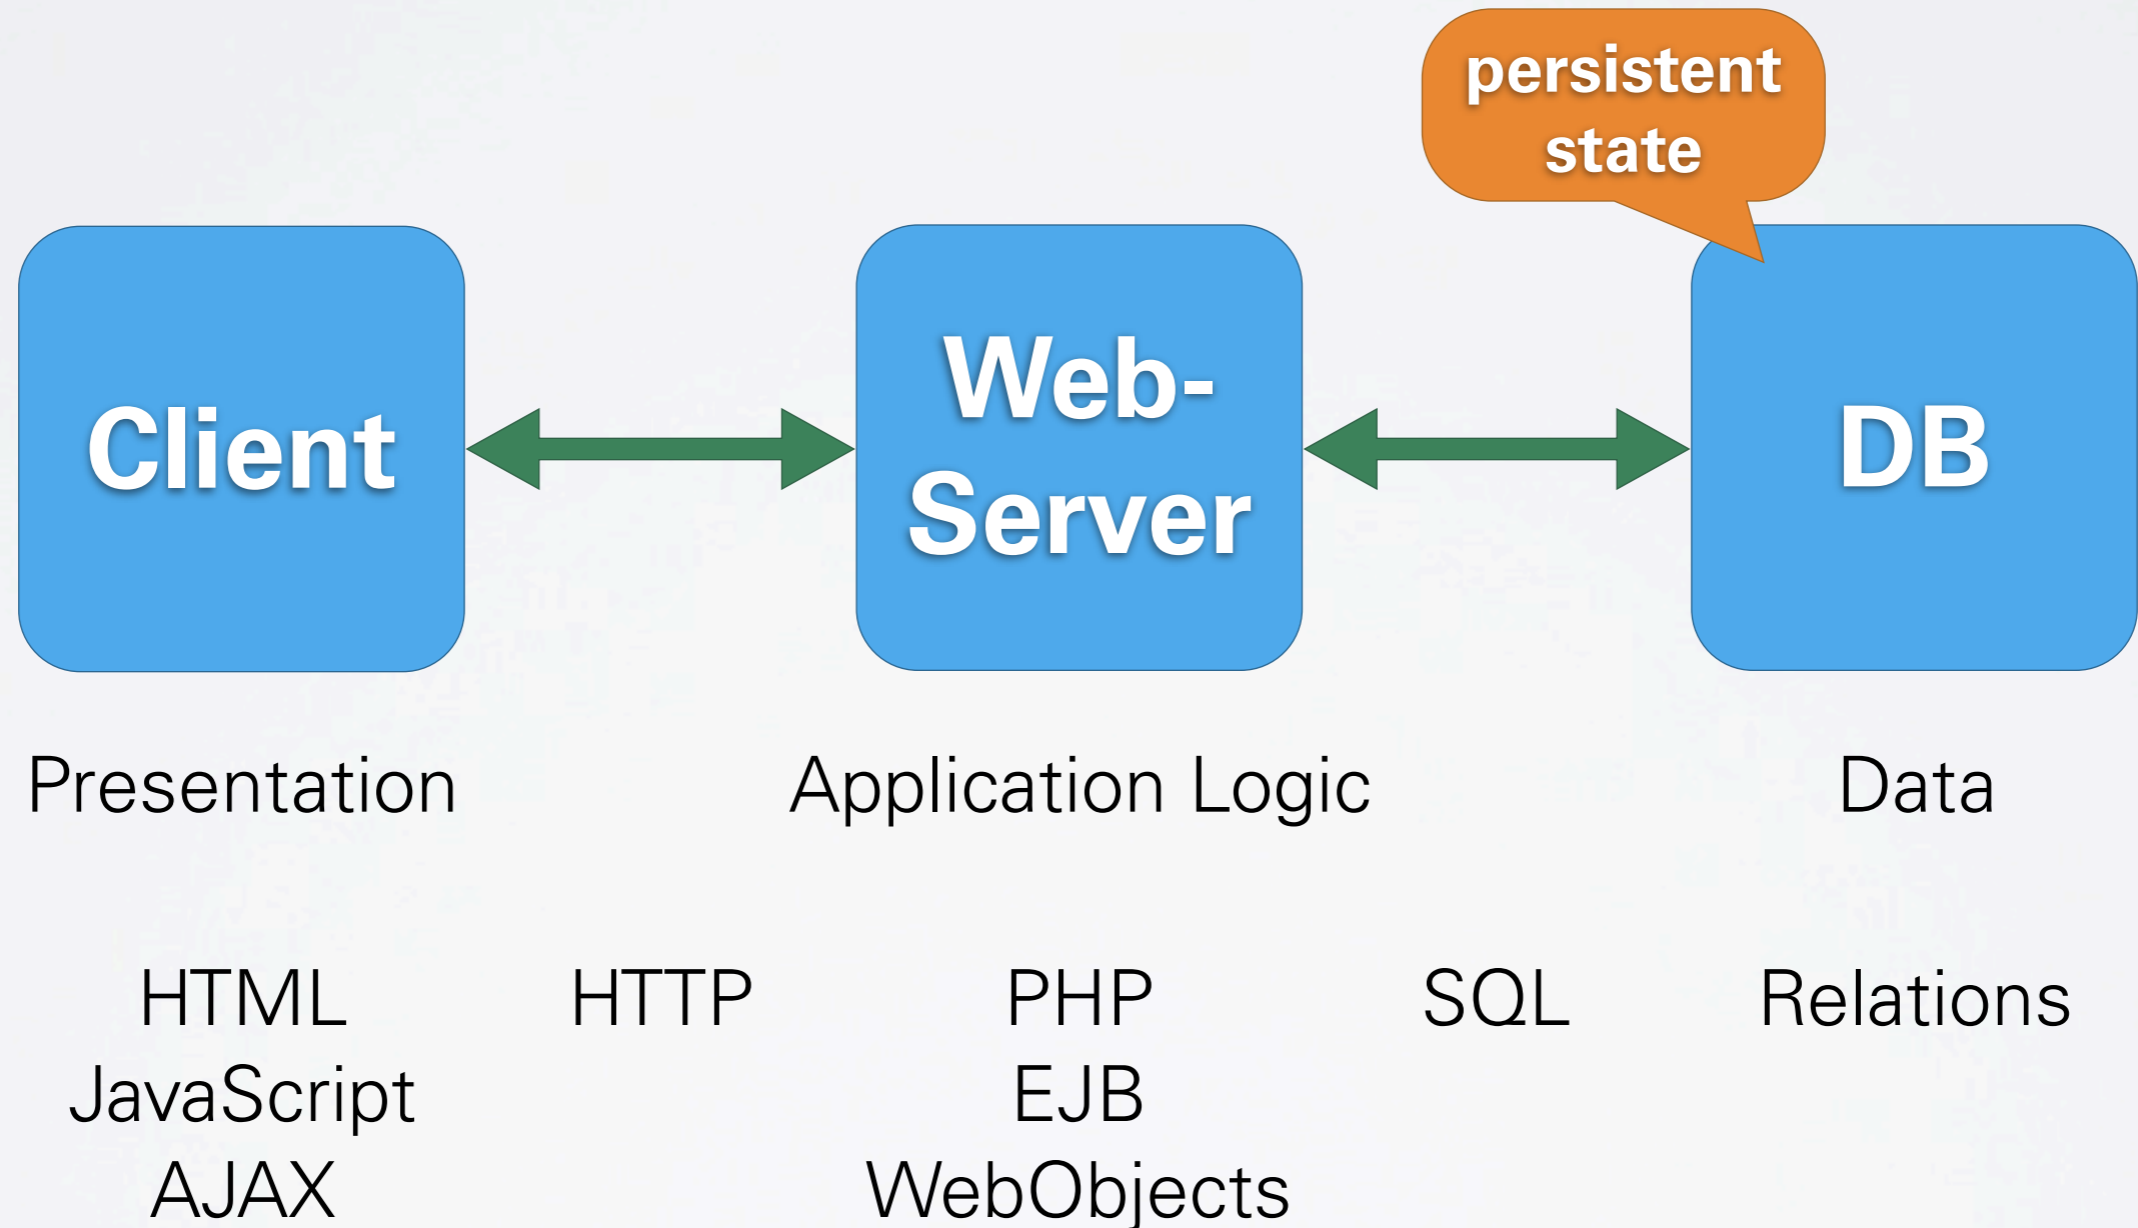 persistent
state
Client
Web-
Server
DB
Presentation
Application Logic
Data
HTML
HTTP
PHP
SQL
Relations
JavaScript
EJB
AJAX
WebObjects